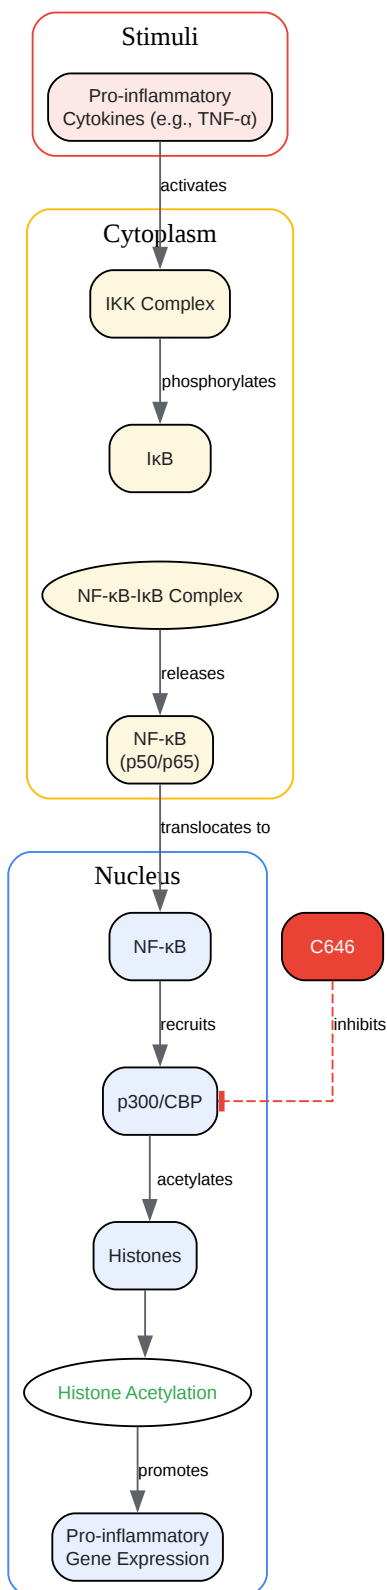 Stimuli
Pro-inflammatory
Cytokines (e.g., TNF-α)
activates
Cytoplasm
IKK Complex
phosphorylates
IκB
NF-κB-IκB Complex
releases
NF-κB
(p50/p65)
translocates to
Nucleus
NF-κB
C646
recruits
inhibits
p300/CBP
acetylates
Histones
Histone Acetylation
promotes
Pro-inflammatory
Gene Expression